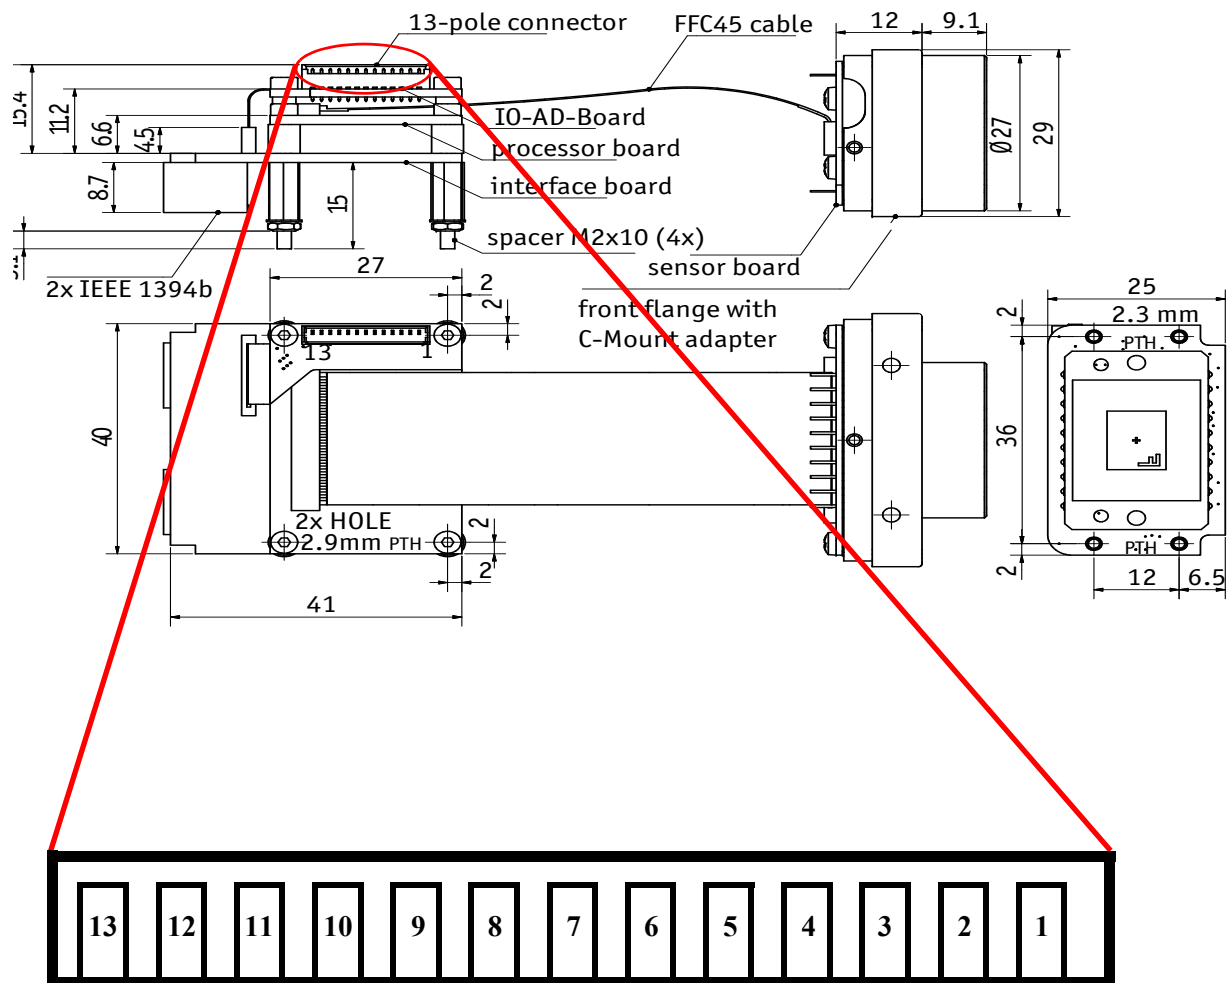 13-pole connector
FFC45 cable
12
9.1
15.4
11.2
6.6
4.5
IO-AD-Board
processor board
interface board
8.7
15
Ø27
29
spacer M2x10 (4x)
sensor board
2x IEEE 1394b
27
2
2
front flange with
C-Mount adapter
25
2
2.3 mm
13
1
PTH
40
36
2x HOLE
2.9mm PTH
2
2
PTH
2
12
6.5
41
13 12 11 10 9 8 7 6 5 4 3 2 1